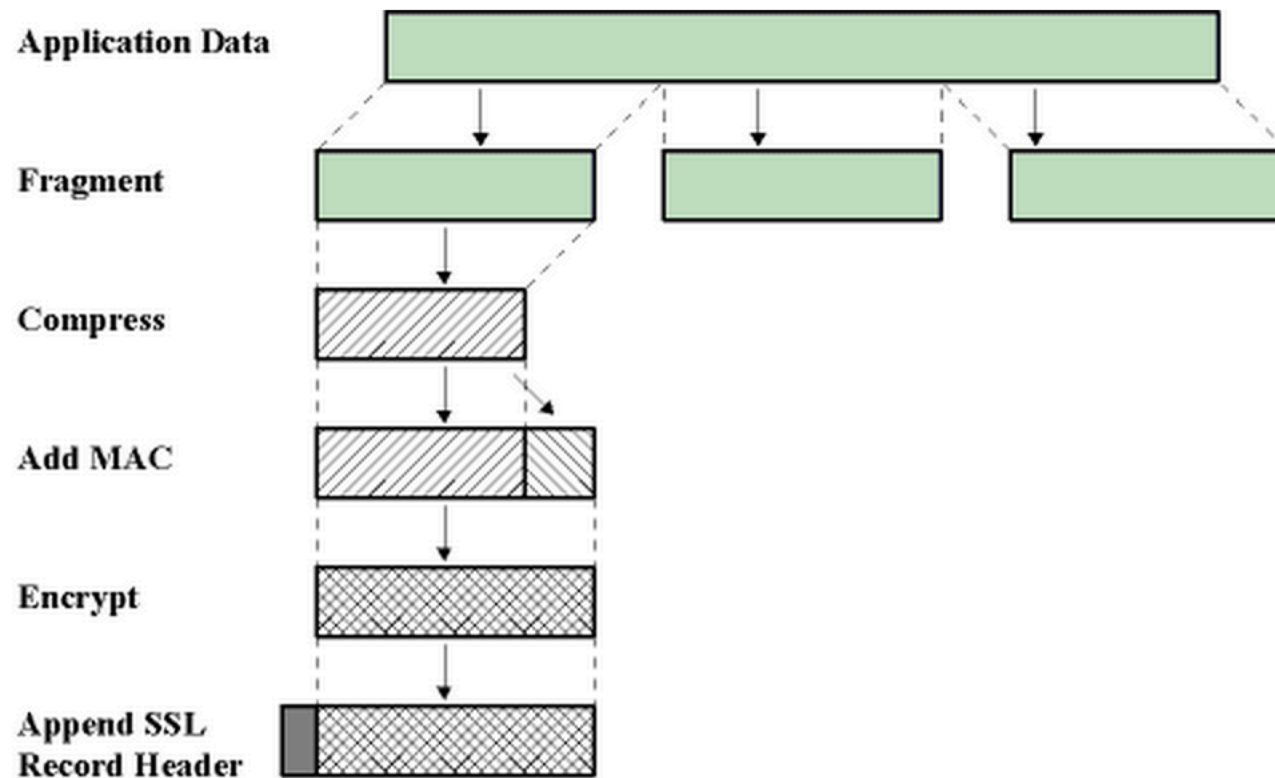 Application Data
Fragment
Compress
Add MAC
Encrypt
Append SSL
Record Header